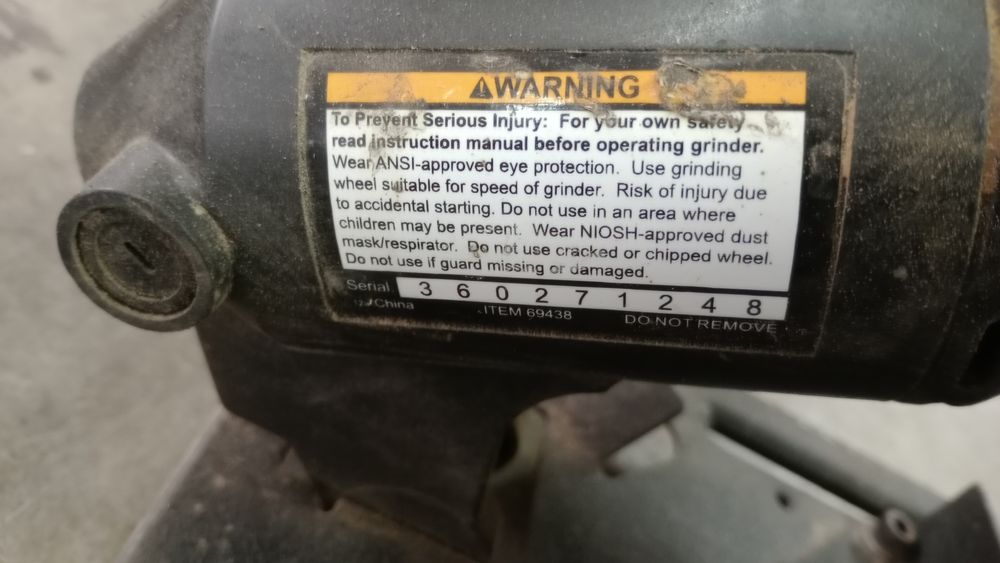 ⚠WARNING
To Prevent Serious Injury: For your own safety
read instruction manual before operating grinder.
Wear ANSI-approved eye protection. Use grinding
wheel suitable for speed of grinder. Risk of injury due
to accidental starting. Do not use in an area where
children may be present. Wear NIOSH-approved dust
mask/respirator. Do not use cracked or chipped wheel.
Do not use if guard missing or damaged.
Serial 3 6 0 2 7 1 2 4 8
China ITEM 69438 DO NOT REMOVE